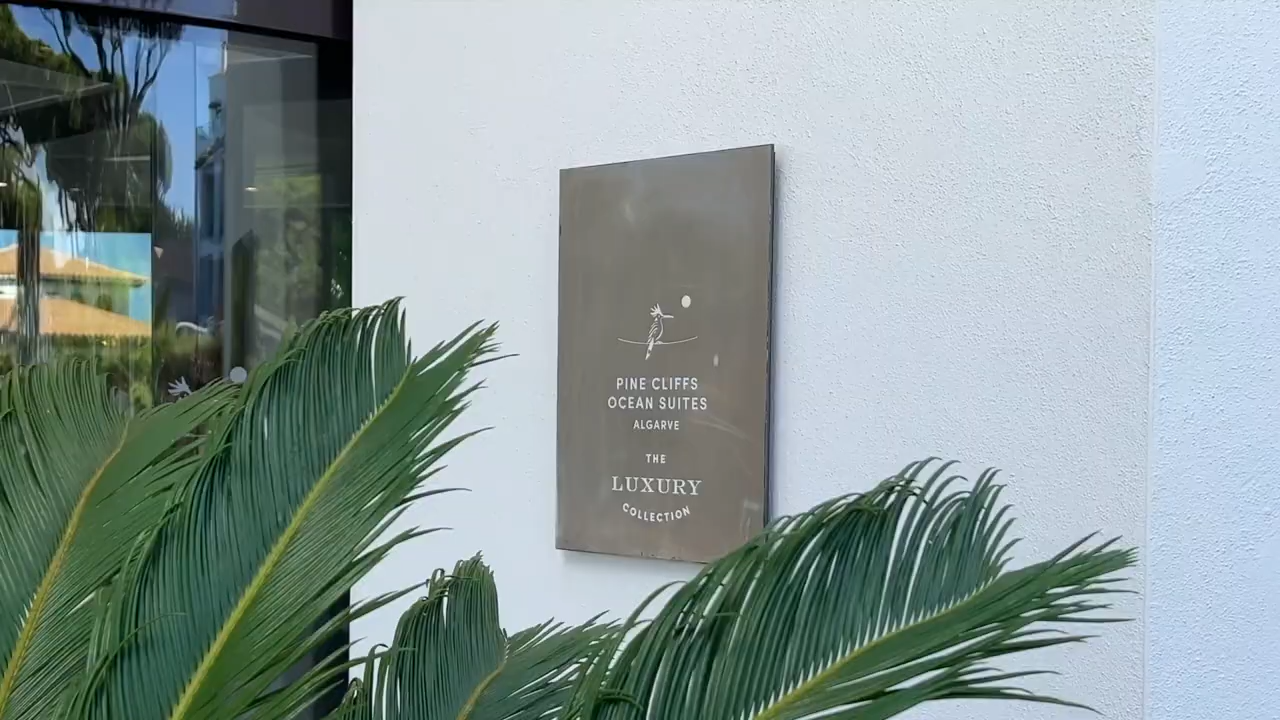 PINE CLIFFS
OCEAN SUITES
ALGARVE
THE
LUXURY
COLLECTION